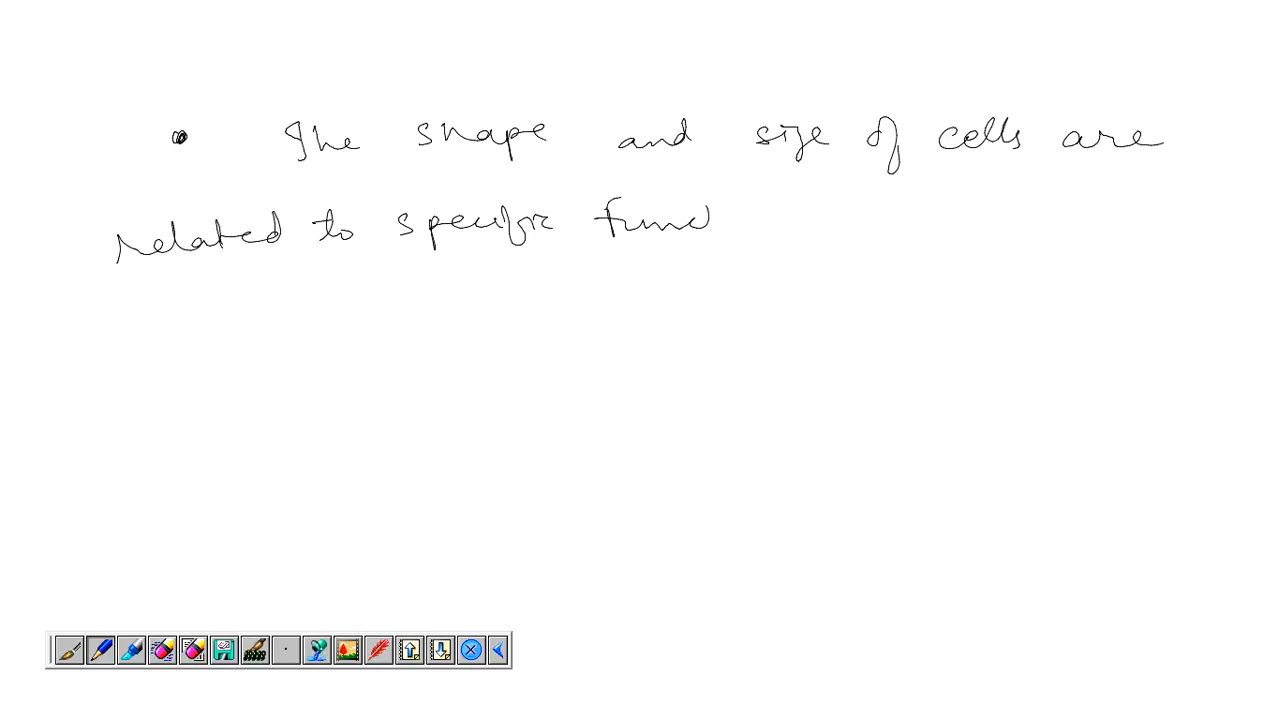 • The shape and size of cells are
related to specific func